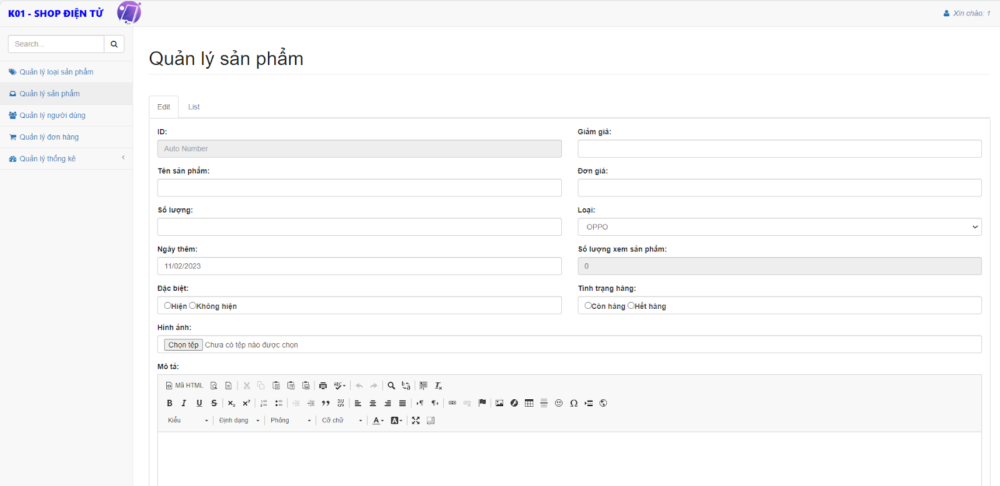 K01 - SHOP ĐIỆN TỬ
Xin chào: 1
Search...
Quản lý loại sản phẩm
Quản lý sản phẩm
Quản lý người dùng
Quản lý đơn hàng
Quản lý thống kê
Quản lý sản phẩm
Edit
List
ID:
Auto Number
Giảm giá:
Tên sản phẩm:
Đơn giá:
Số lượng:
Loại:
OPPO
Ngày thêm:
11/02/2023
Số lượng xem sản phẩm:
0
Đặc biệt:
Hiện Không hiện
Tình trạng hàng:
Còn hàng Hết hàng
Hình ảnh:
Chọn tệp Chưa có tệp nào được chọn
Mô tả:
Mã HTML
Kiểu Định dạng Phông Cỡ chữ